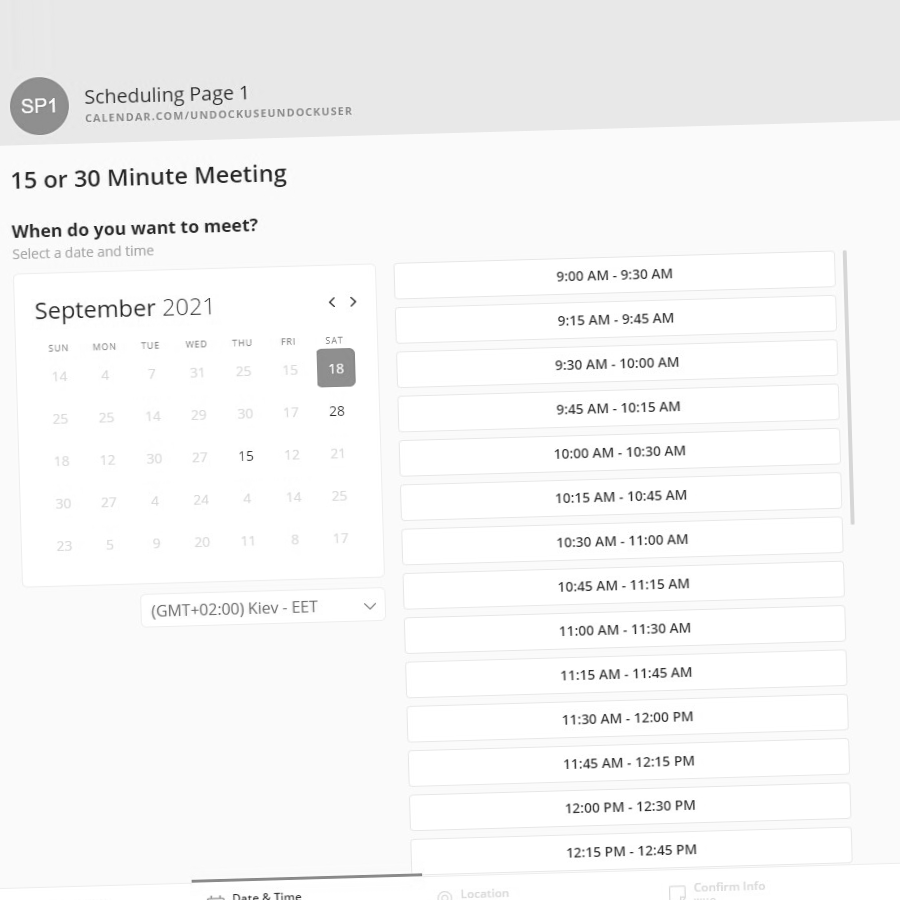 SP1
Scheduling Page 1
CALENDAR.COM/UNDOCKUSEUNDOCKUSER
15 or 30 Minute Meeting
When do you want to meet?
Select a date and time
September 2021
SUN MON TUE WED THU FRI SAT
14 4 7 31 25 15 18
25 25 14 29 30 17 28
18 12 30 27 15 12 21
30 27 4 24 4 14 25
23 5 9 20 11 8 17
(GMT+02:00) Kiev - EET
9:00 AM - 9:30 AM
9:15 AM - 9:45 AM
9:30 AM - 10:00 AM
9:45 AM - 10:15 AM
10:00 AM - 10:30 AM
10:15 AM - 10:45 AM
10:30 AM - 11:00 AM
10:45 AM - 11:15 AM
11:00 AM - 11:30 AM
11:15 AM - 11:45 AM
11:30 AM - 12:00 PM
11:45 AM - 12:15 PM
12:00 PM - 12:30 PM
12:15 PM - 12:45 PM
Date & Time
Location
Confirm Info